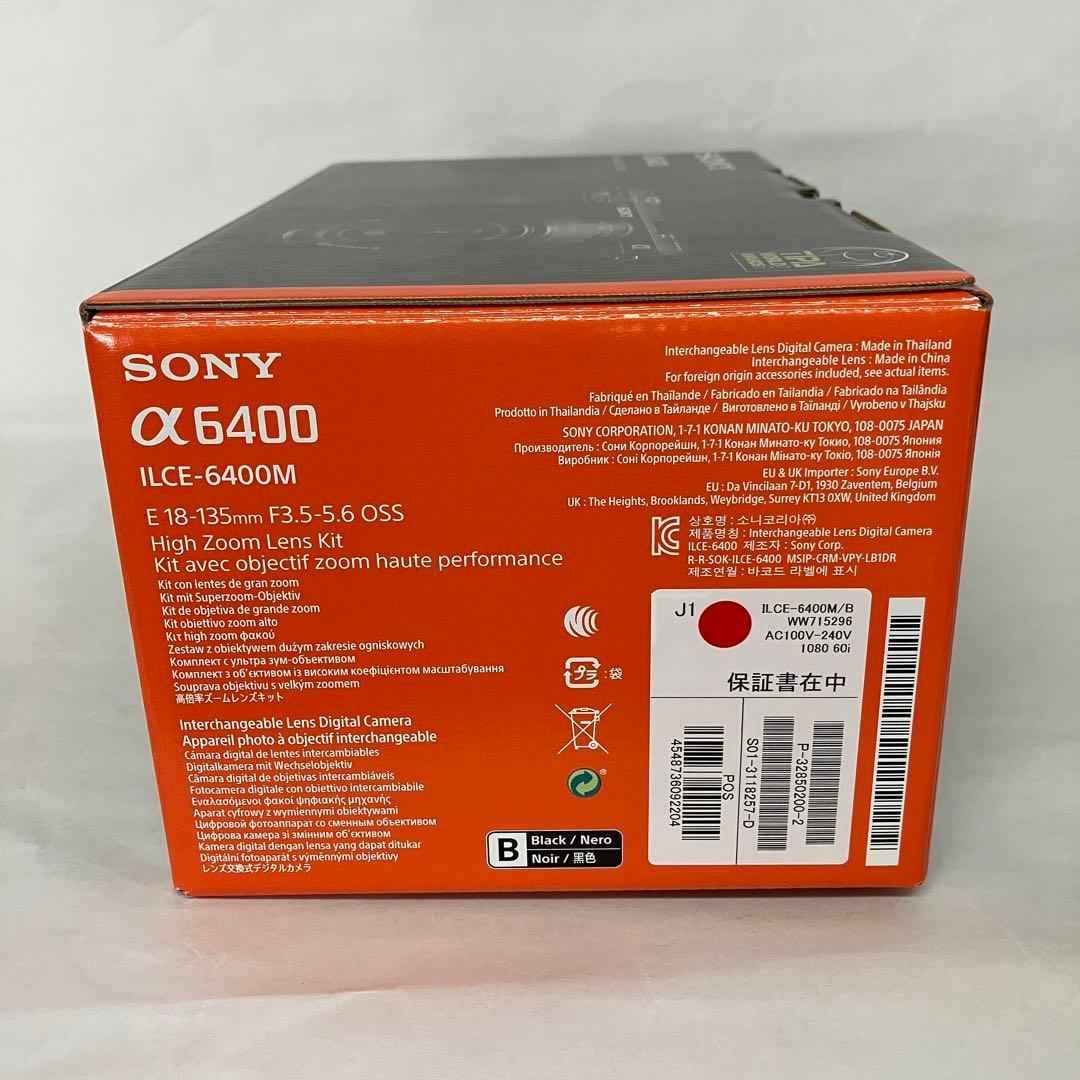 SONY
TIPA
SONY
α6400
ILCE-6400M
E 18-135mm F3.5-5.6 OSS
High Zoom Lens Kit
Kit avec objectif zoom haute performance
Kit con lentes de gran zoom
Kit mit Superzoom-Objektiv
Kit de objetiva de grande zoom
Kit obiettivo zoom alto
Κιτ high zoom φακού
Zestaw z obiektywem dużym zakresie ogniskowych
Комплект с ультра зум-объективом
Комплект з об'єктивом із високим коефіцієнтом масштабування
Souprava objektivu s velkým zoomem
高倍率ズームレンズキット
Interchangeable Lens Digital Camera
Appareil photo à objectif interchangeable
Cámara digital de lentes intercambiables
Digitalkamera mit Wechselobjektiv
Câmara digital de objetivas intercambiáveis
Fotocamera digitale con obiettivo intercambiabile
Εναλασόμενοι φακοί ψηφιακής μηχανής
Aparat cyfrowy z wymiennymi obiektywami
Цифровой фотоаппарат со сменным объективом
Цифрова камера зі змінним об'єктивом
Kamera digital dengan lensa yang dapat ditukar
Digitální fotoaparát s výměnnými objektivy
レンズ交換式デジタルカメラ
Interchangeable Lens Digital Camera : Made in Thailand
Interchangeable Lens : Made in China
For foreign origin accessories included, see actual items.
Fabriqué en Thaïlande / Fabricado en Tailandia / Fabricado na Tailândia
Prodotto in Thailandia / Сделано в Тайланде / Виготовлено в Таїланді / Vyrobeno v Thajsku
SONY CORPORATION, 1-7-1 KONAN MINATO-KU TOKYO, 108-0075 JAPAN
Производитель : Сони Корпорейшн, 1-7-1 Конан Минато-ку Токио, 108-0075 Япония
Виробник : Соні Корпорейшн, 1-7-1 Конан Мінато-ку Токіо, 108-0075 Японія
EU & UK Importer : Sony Europe B.V.
EU : Da Vincilaan 7-D1, 1930 Zaventem, Belgium
UK : The Heights, Brooklands, Weybridge, Surrey KT13 0XW, United Kingdom
상호명 : 소니코리아㈜
제품명칭 : Interchangeable Lens Digital Camera
ILCE-6400 제조자 : Sony Corp.
R-R-SOK-ILCE-6400 MSIP-CRM-VPY-LB1DR
제조연월 : 바코드 라벨에 표시
プラ :袋
B Black / Nero
Noir / 黒色
J1
ILCE-6400M/B
WW715296
AC100V-240V
1080 60i
保証書在中
POS
4548736092204
S01-3118257-D
P-32850200-2